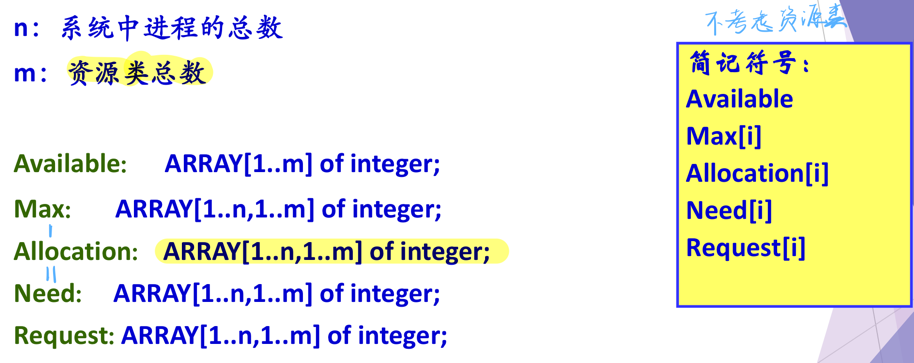 n：系统中进程的总数
m：资源类总数
Available: ARRAY[1..m] of integer;
Max: ARRAY[1..n,1..m] of integer;
Allocation: ARRAY[1..n,1..m] of integer;
Need: ARRAY[1..n,1..m] of integer;
Request: ARRAY[1..n,1..m] of integer;
不考虑资源类
简记符号：
Available
Max[i]
Allocation[i]
Need[i]
Request[i]